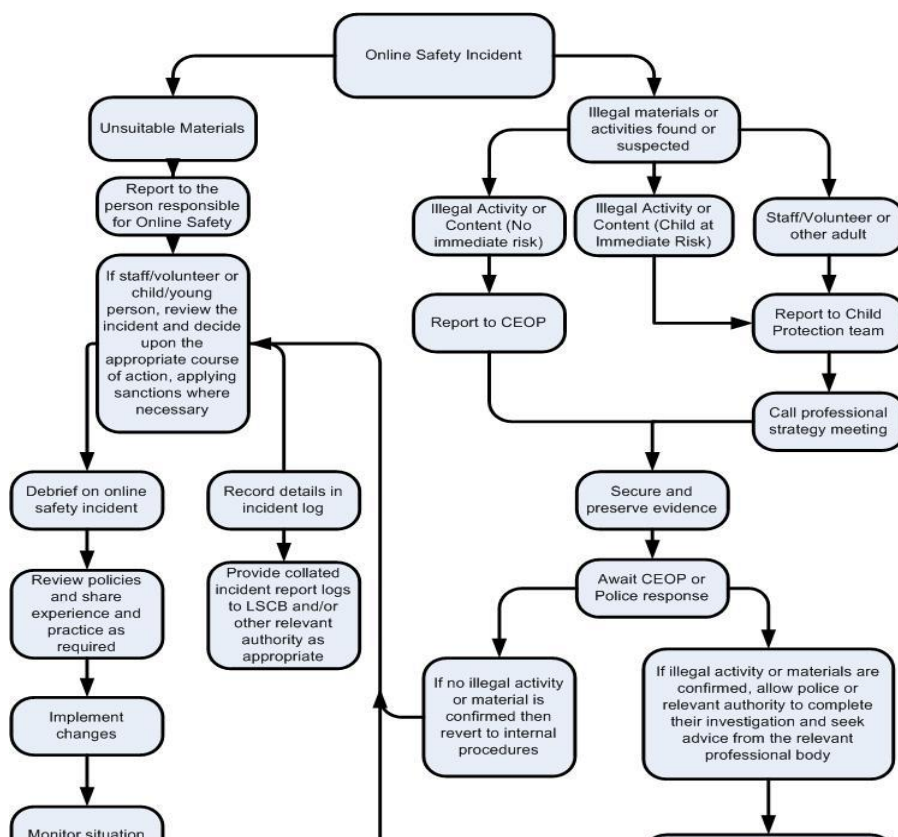 Online Safety Incident
Unsuitable Materials
Illegal materials or
activities found or
suspected
Report to the
person responsible
for Online Safety
Illegal Activity or
Content (No
immediate risk)
Illegal Activity or
Content (Child at
Immediate Risk)
Staff/Volunteer or
other adult
If staff/volunteer or
child/young
person, review the
incident and decide
upon the
appropriate course
of action, applying
sanctions where
necessary
Report to CEOP
Report to Child
Protection team
Call professional
strategy meeting
Debrief on online
safety incident
Record details in
incident log
Secure and
preserve evidence
Review policies
and share
experience and
practice as
required
Provide collated
incident report logs
to LSCB and/or
other relevant
authority as
appropriate
Await CEOP or
Police response
If no illegal activity
or material is
confirmed then
revert to internal
procedures
If illegal activity or materials are
confirmed, allow police or
relevant authority to complete
their investigation and seek
advice from the relevant
professional body
Implement
changes
Monitor situation